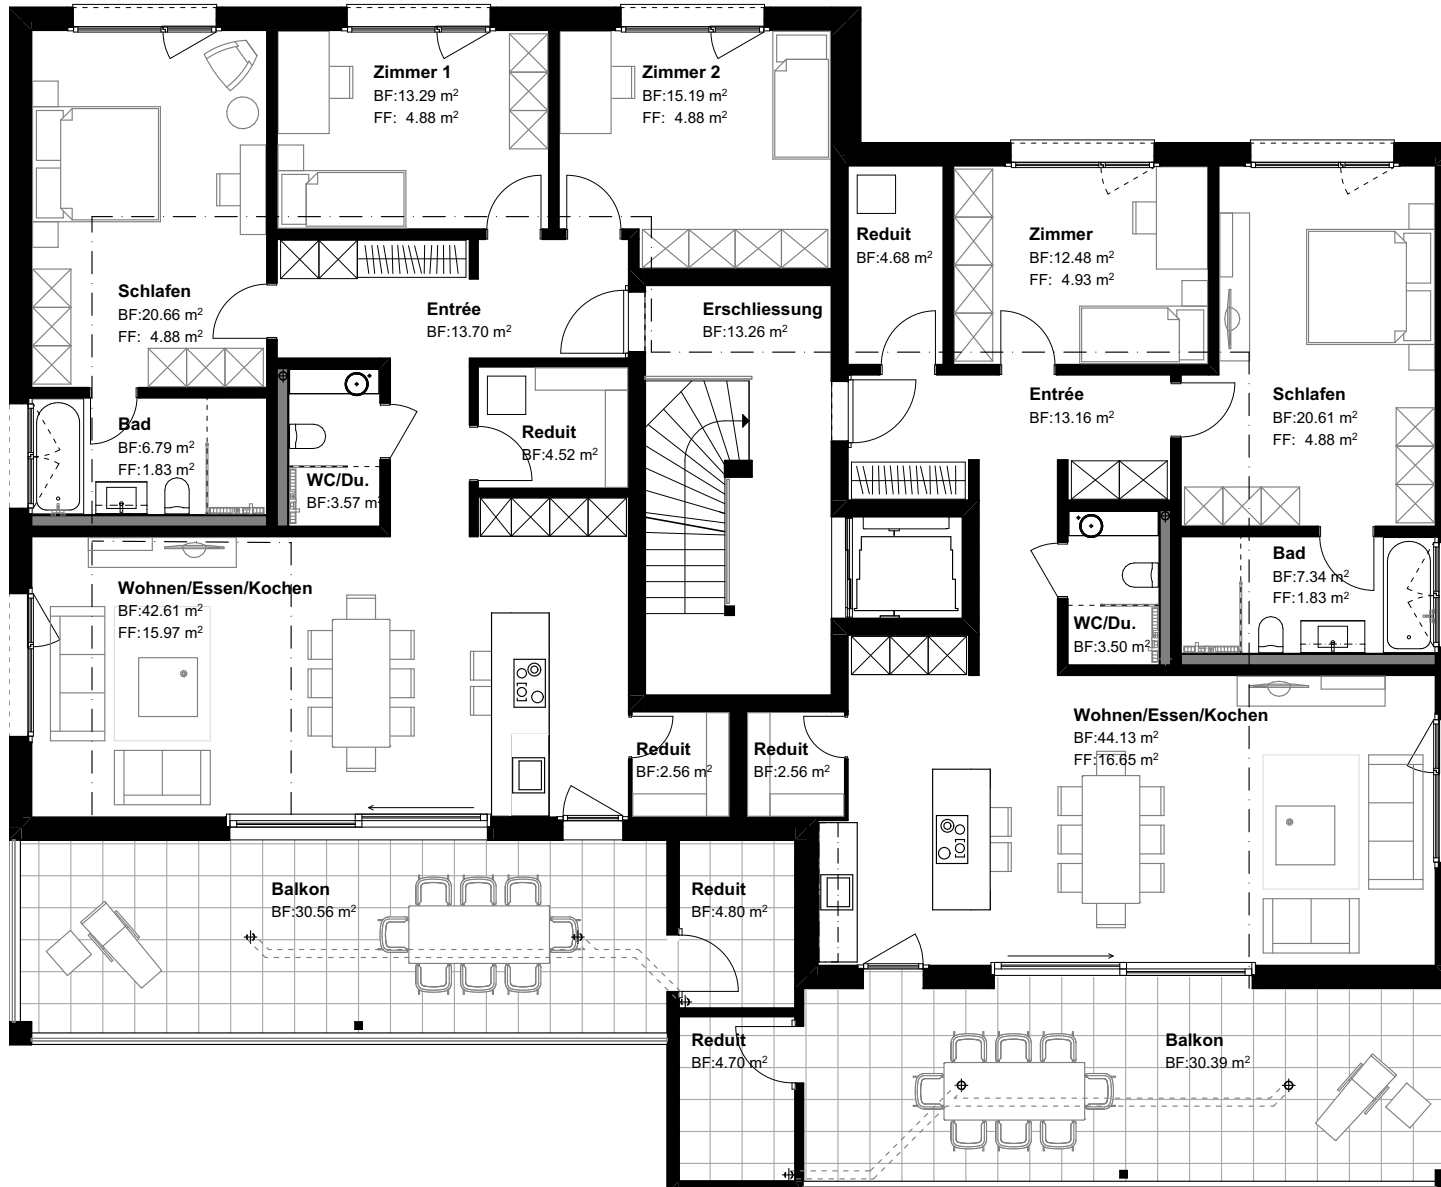 Zimmer 1
BF:13.29 m²
FF: 4.88 m²
Zimmer 2
BF:15.19 m²
FF: 4.88 m²
Reduit
BF:4.68 m²
Zimmer
BF:12.48 m²
FF: 4.93 m²
Schlafen
BF:20.66 m²
FF: 4.88 m²
Entrée
BF:13.70 m²
Erschliessung
BF:13.26 m²
Entrée
BF:13.16 m²
Schlafen
BF:20.61 m²
FF: 4.88 m²
Bad
BF:6.79 m²
FF:1.83 m²
Reduit
BF:4.52 m²
WC/Du.
BF:3.57 m²
Bad
BF:7.34 m²
FF:1.83 m²
Wohnen/Essen/Kochen
BF:42.61 m²
FF:15.97 m²
WC/Du.
BF:3.50 m²
Wohnen/Essen/Kochen
BF:44.13 m²
FF:16.65 m²
Reduit
BF:2.56 m²
Reduit
BF:2.56 m²
Balkon
BF:30.56 m²
Reduit
BF:4.80 m²
Reduit
BF:4.70 m²
Balkon
BF:30.39 m²